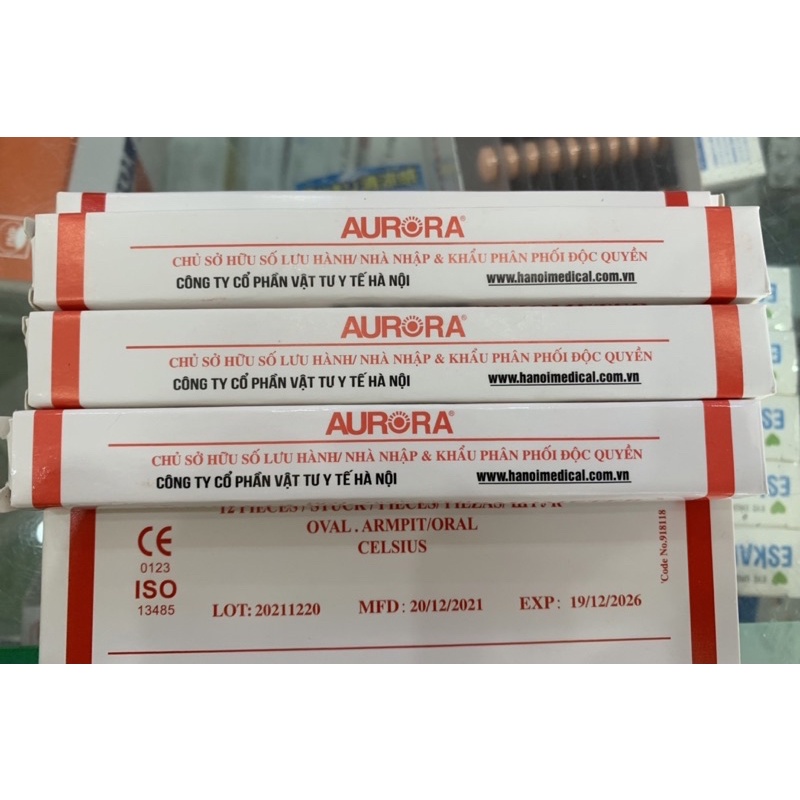 AURORA®
CHỦ SỞ HỮU SỐ LƯU HÀNH/ NHÀ NHẬP & KHẨU PHÂN PHỐI ĐỘC QUYỀN
CÔNG TY CỔ PHẦN VẬT TƯ Y TẾ HÀ NỘI www.hanoimedical.com.vn
AURORA®
CHỦ SỞ HỮU SỐ LƯU HÀNH/ NHÀ NHẬP & KHẨU PHÂN PHỐI ĐỘC QUYỀN
CÔNG TY CỔ PHẦN VẬT TƯ Y TẾ HÀ NỘI www.hanoimedical.com.vn
AURORA®
CHỦ SỞ HỮU SỐ LƯU HÀNH/ NHÀ NHẬP & KHẨU PHÂN PHỐI ĐỘC QUYỀN
CÔNG TY CỔ PHẦN VẬT TƯ Y TẾ HÀ NỘI www.hanoimedical.com.vn
12 PIECES / STUCK / PIECES/
OVAL . ARMPIT/ORAL
CELSIUS
CE
0123
ISO
13485
LOT: 20211220 MFD: 20/12/2021 EXP: 19/12/2026
Code No.918118
ESKAR